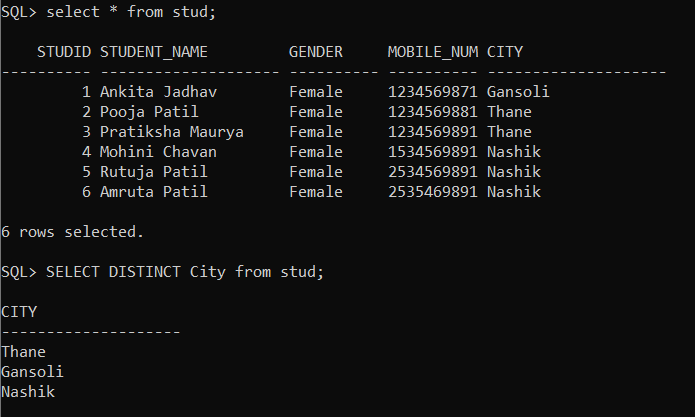 SQL> select * from stud;
    STUDID STUDENT_NAME         GENDER     MOBILE_NUM CITY
---------- -------------------- ---------- ---------- --------------------
         1 Ankita Jadhav        Female     1234569871 Gansoli
         2 Pooja Patil          Female     1234569881 Thane
         3 Pratiksha Maurya     Female     1234569891 Thane
         4 Mohini Chavan        Female     1534569891 Nashik
         5 Rutuja Patil         Female     2534569891 Nashik
         6 Amruta Patil         Female     2535469891 Nashik
6 rows selected.
SQL> SELECT DISTINCT City from stud;
CITY
--------------------
Thane
Gansoli
Nashik